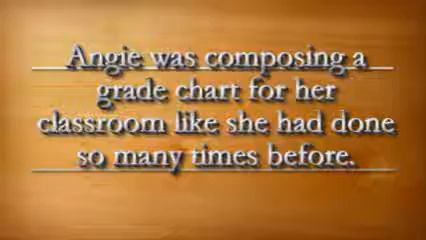 Angie was composing a
grade chart for her
classroom like she had done
so many times before.